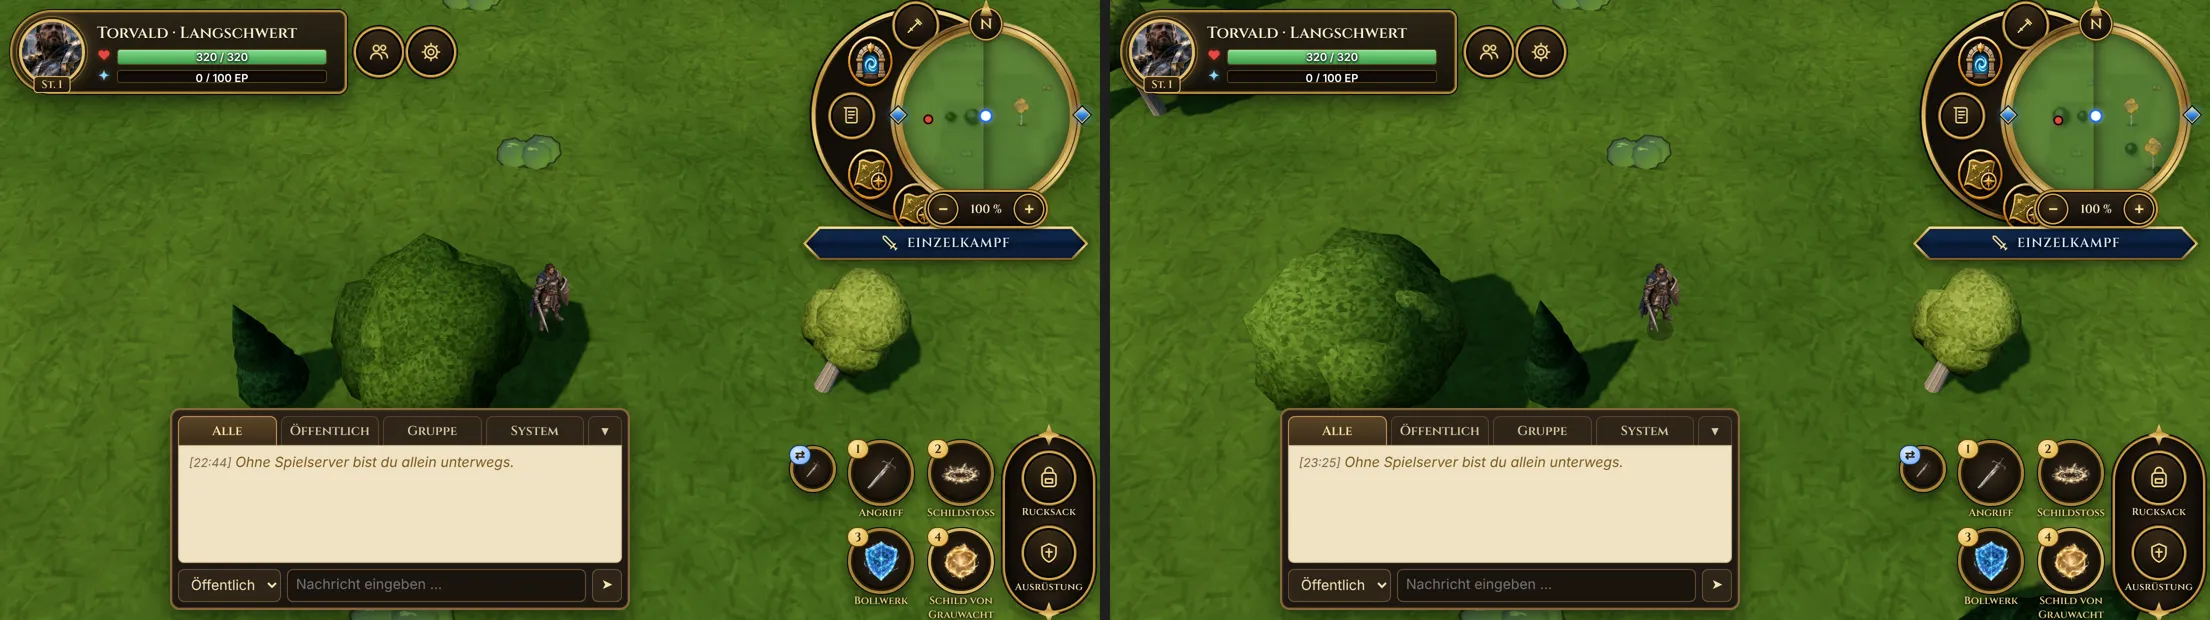 TORVALD · LANGSCHWERT
320 / 320
0 / 100 EP
ST. 1
N
100 %
EINZELKAMPF
ALLE
ÖFFENTLICH
GRUPPE
SYSTEM
[22:44] Ohne Spielserver bist du allein unterwegs.
Öffentlich
Nachricht eingeben ...
1
2
ANGRIFF
SCHILDSTOSS
RUCKSACK
3
4
BOLLWERK
SCHILD VON
GRAUWACHT
AUSRÜSTUNG
TORVALD · LANGSCHWERT
320 / 320
0 / 100 EP
ST. 1
N
100 %
EINZELKAMPF
ALLE
ÖFFENTLICH
GRUPPE
SYSTEM
[23:25] Ohne Spielserver bist du allein unterwegs.
Öffentlich
Nachricht eingeben ...
1
2
ANGRIFF
SCHILDSTOSS
RUCKSACK
3
4
BOLLWERK
SCHILD VON
GRAUWACHT
AUSRÜSTUNG